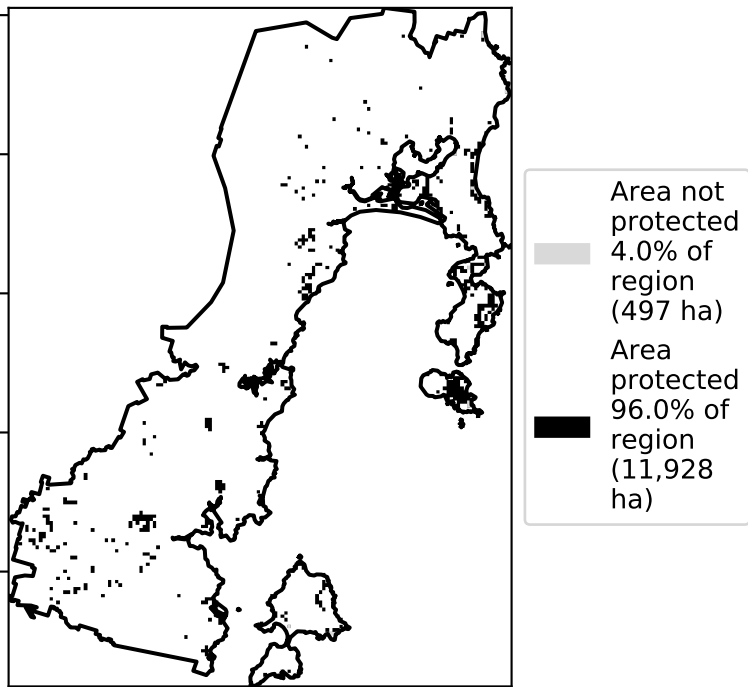 Area not
protected
4.0% of
region
(497 ha)
Area
protected
96.0% of
region
(11,928
ha)